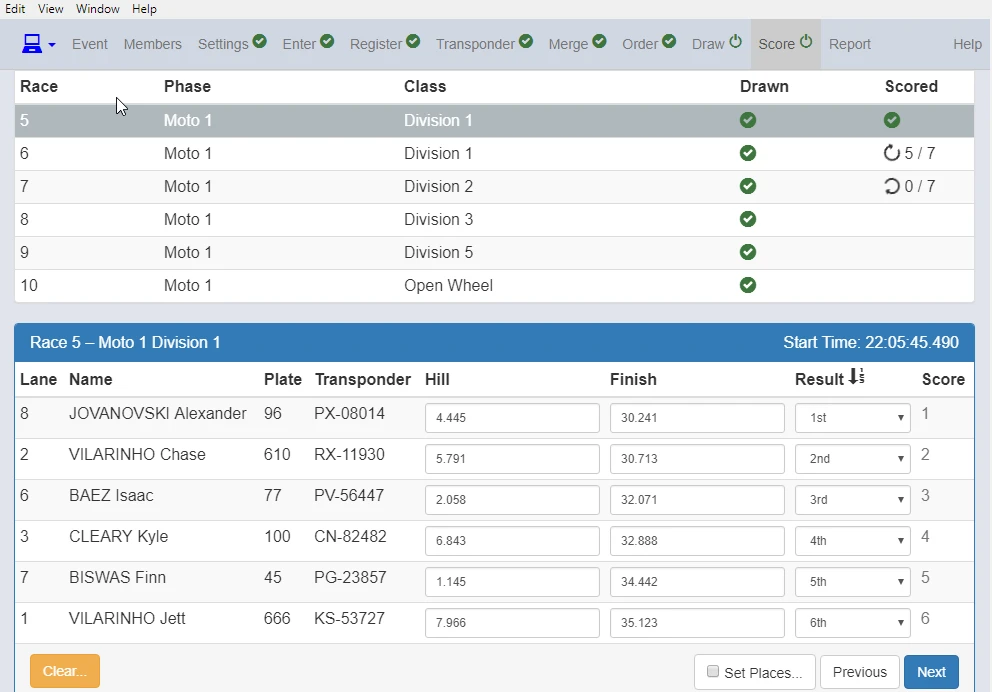 Edit View Window Help
Event Members Settings Enter Register Transponder Merge Order Draw Score Report Help
Race Phase Class Drawn Scored
5 Moto 1 Division 1
6 Moto 1 Division 1 5 / 7
7 Moto 1 Division 2 0 / 7
8 Moto 1 Division 3
9 Moto 1 Division 5
10 Moto 1 Open Wheel
Race 5 – Moto 1 Division 1 Start Time: 22:05:45.490
Lane Name Plate Transponder Hill Finish Result Score
8 JOVANOVSKI Alexander 96 PX-08014 4.445 30.241 1st 1
2 VILARINHO Chase 610 RX-11930 5.791 30.713 2nd 2
6 BAEZ Isaac 77 PV-56447 2.058 32.071 3rd 3
3 CLEARY Kyle 100 CN-82482 6.843 32.888 4th 4
7 BISWAS Finn 45 PG-23857 1.145 34.442 5th 5
1 VILARINHO Jett 666 KS-53727 7.966 35.123 6th 6
Clear... Set Places... Previous Next